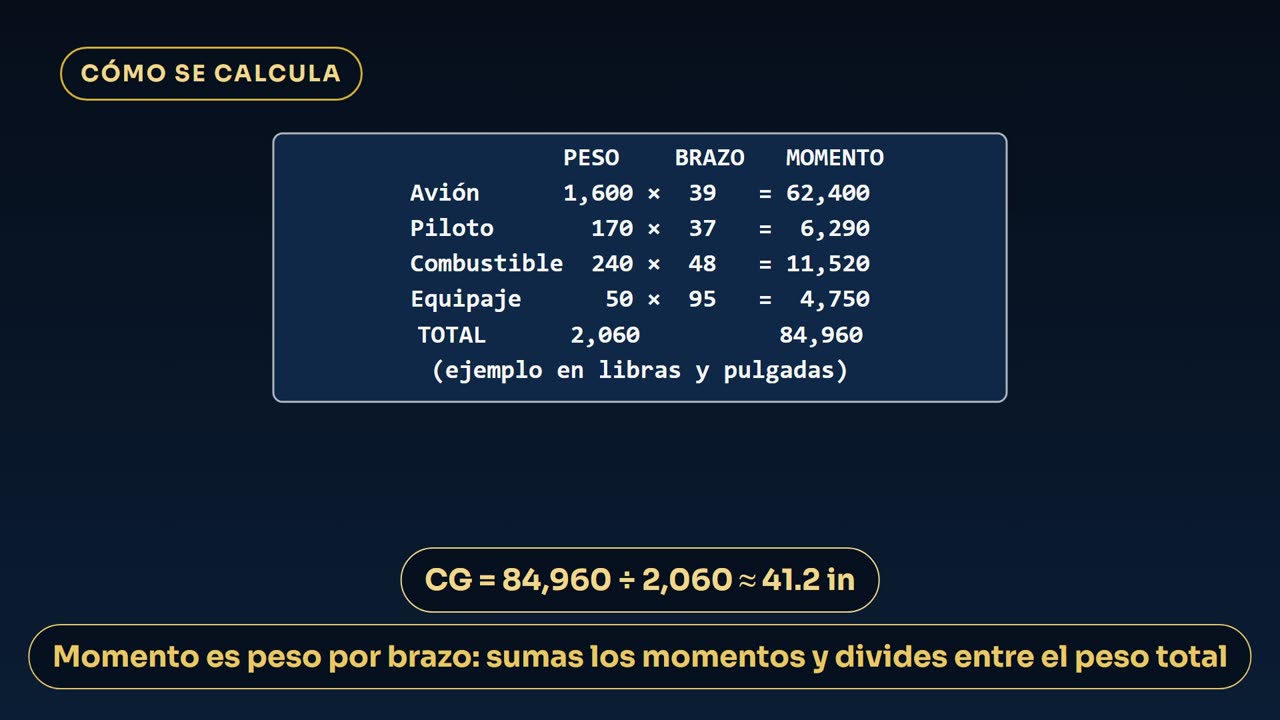 CÓMO SE CALCULA
PESO BRAZO MOMENTO
Avión 1,600 × 39 = 62,400
Piloto 170 × 37 = 6,290
Combustible 240 × 48 = 11,520
Equipaje 50 × 95 = 4,750
TOTAL 2,060 84,960
(ejemplo en libras y pulgadas)
CG = 84,960 ÷ 2,060 ≈ 41.2 in
Momento es peso por brazo: sumas los momentos y divides entre el peso total